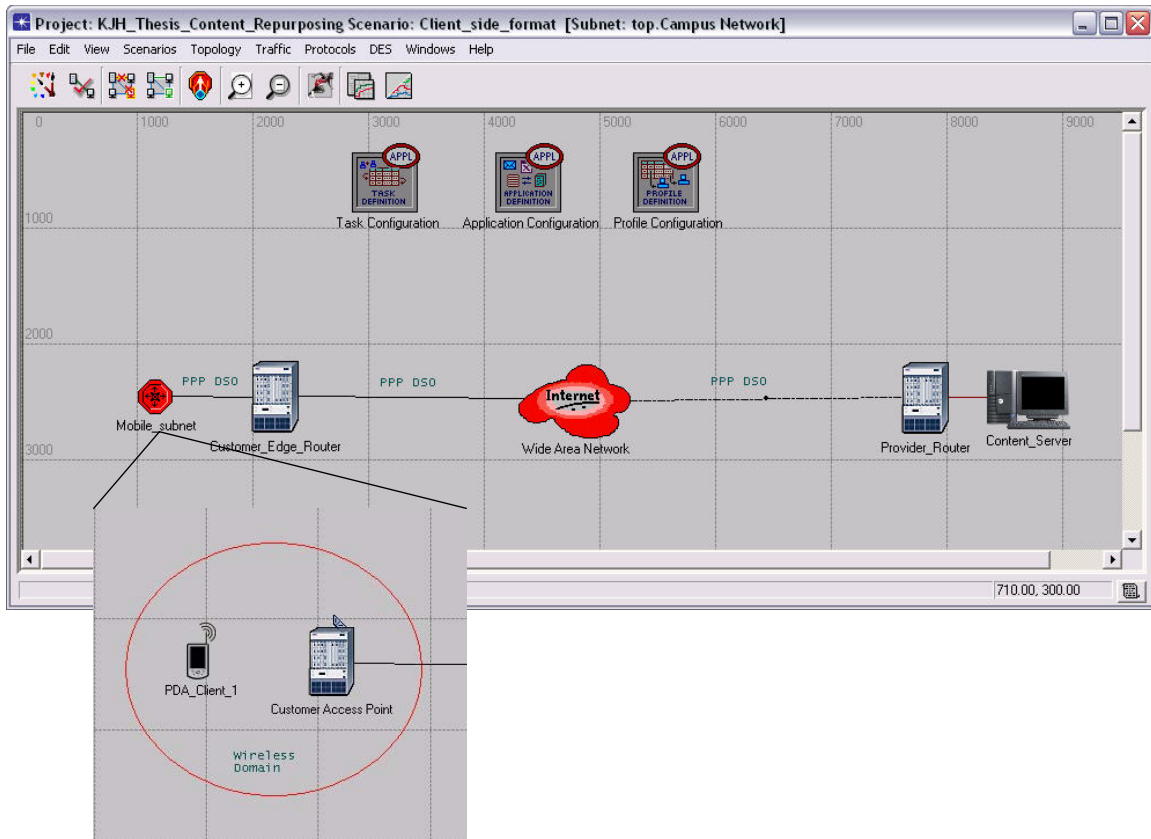 Project: KJH_Thesis_Content_Repurposing Scenario: Client_side_format [Subnet: top.Campus Network]
File Edit View Scenarios Topology Traffic Protocols DES Windows Help
0 1000 2000 3000 4000 5000 6000 7000 8000 9000
APPL APPL APPL
TASK DEFINITION
APPLICATION DEFINITION
PROFILE DEFINITION
Task Configuration Application Configuration Profile Configuration
1000
2000
PPP DS0 PPP DS0 PPP DS0
Internet
Mobile_subnet Customer_Edge_Router Wide Area Network Provider_Router Content_Server
3000
710.00, 300.00
PDA_Client_1
Customer Access Point
Wireless
Domain